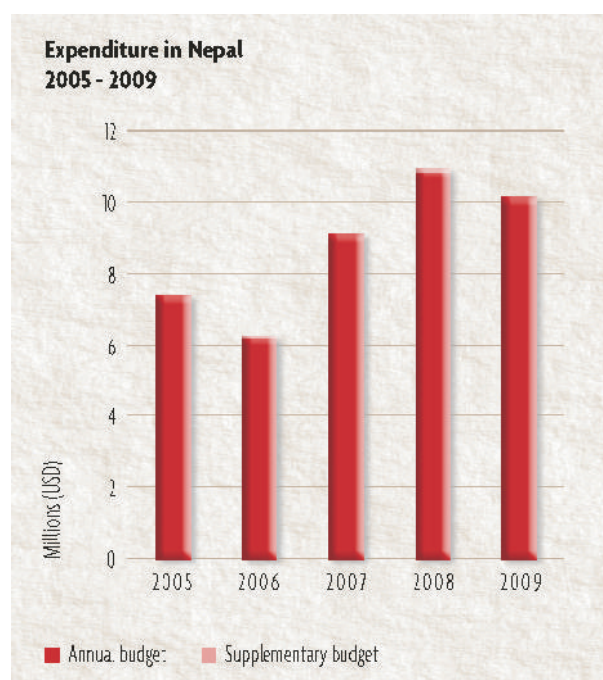 Expenditure in Nepal
2005 - 2009
12
10
8
6
4
2
0
Millions (USD)
2005 2006 2007 2008 2009
Annual budget Supplementary budget